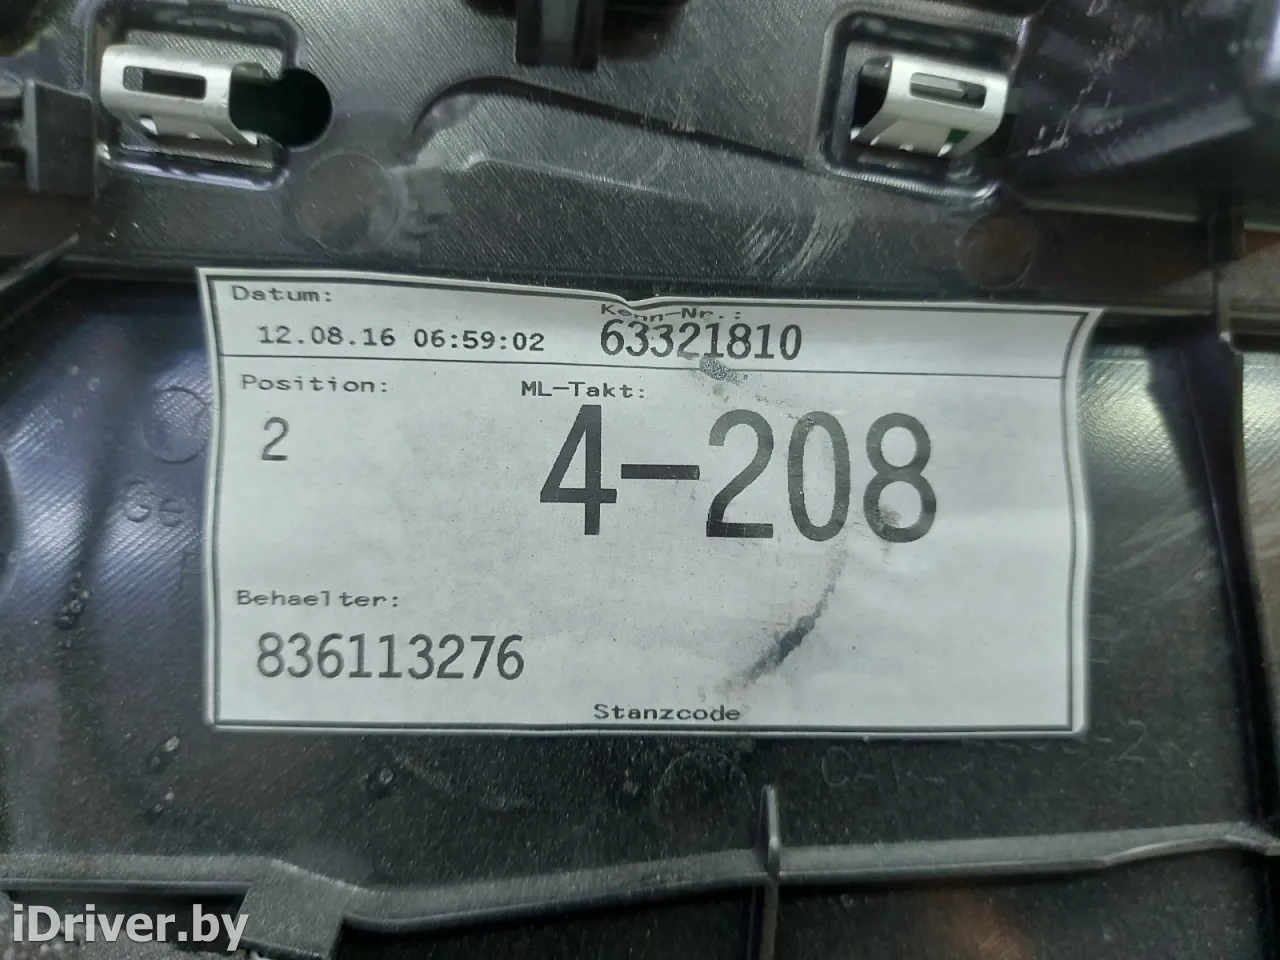 Datum:
Kenn-Nr.:
12.08.16 06:59:02
63321810
Position:
ML-Takt:
2
4-208
Behaelter:
836113276
Stanzcode
iDriver.by